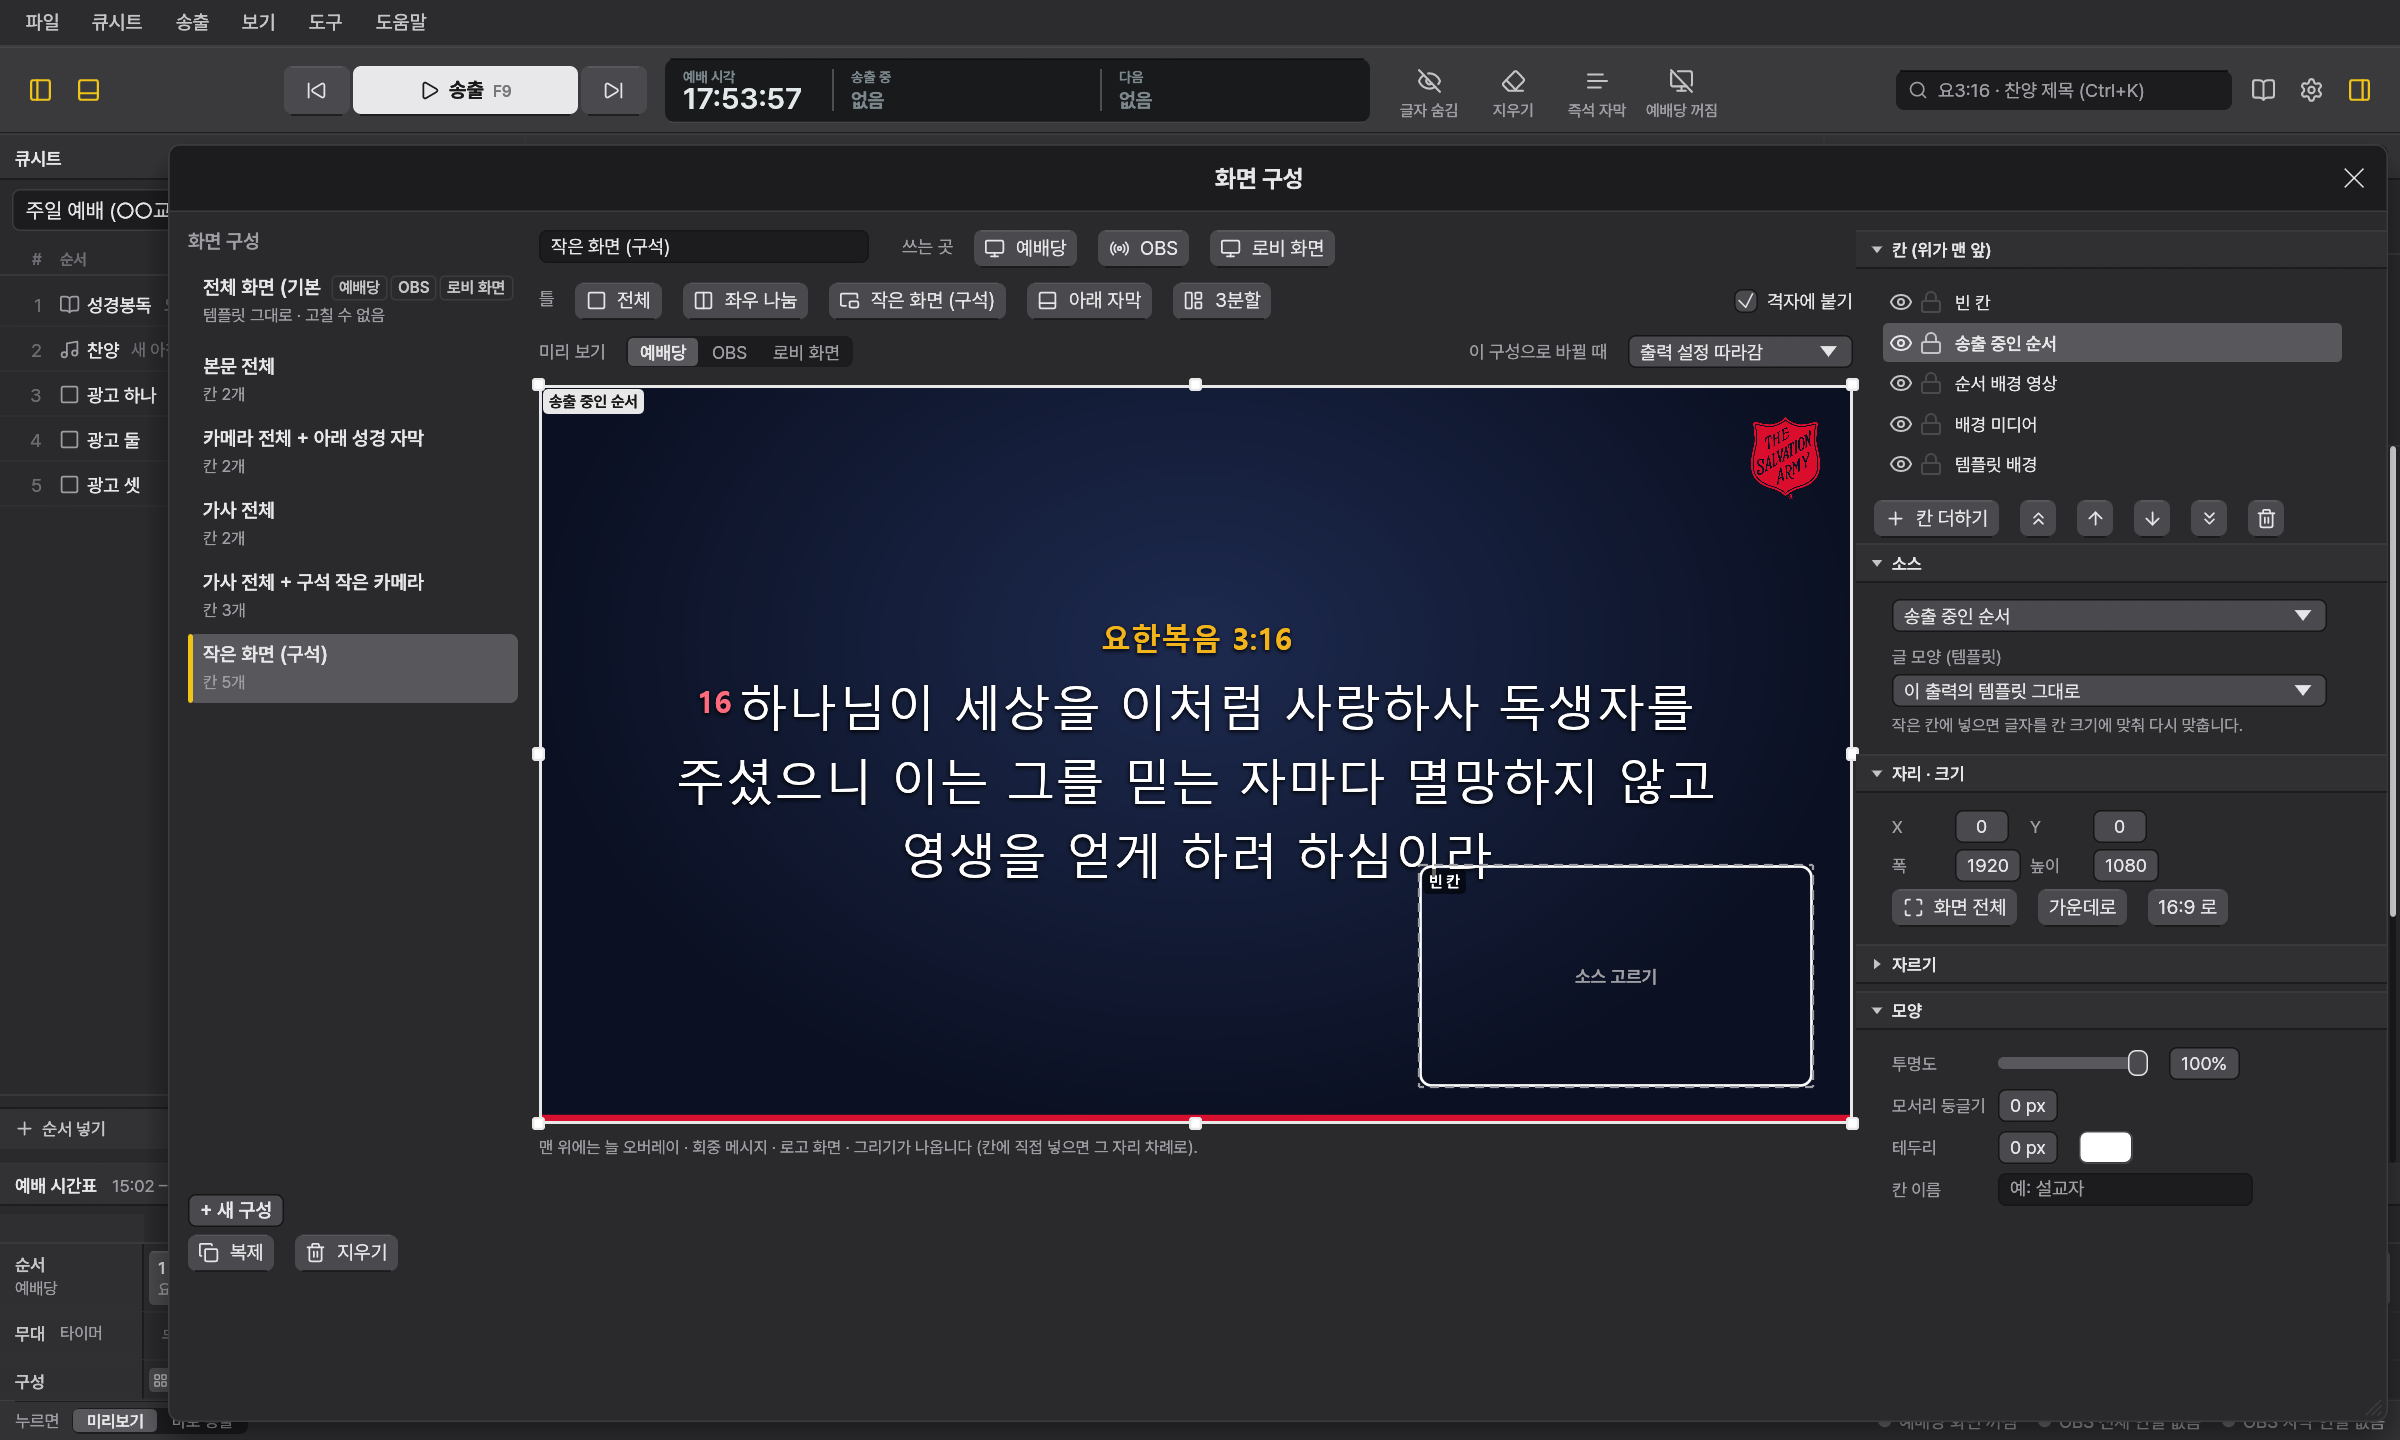 파일 큐시트 송출 보기 도구 도움말
송출 F9
예배 시각
17:53:57
송출 중
없음
다음
없음
글자 숨김
지우기
즉석 자막
예배당 꺼짐
요3:16 · 찬양 제목 (Ctrl+K)
큐시트
주일 예배 (○○교
# 순서
1 성경봉독
2 찬양 새 아
3 광고 하나
4 광고 둘
5 광고 셋
+ 순서 넣기
예배 시간표 15:02 –
순서
예배당
1
무대 타이머
구성
누르면 미리보기
화면 구성
화면 구성
전체 화면 (기본 예배당 OBS 로비 화면
템플릿 그대로 · 고칠 수 없음
본문 전체
칸 2개
카메라 전체 + 아래 성경 자막
칸 2개
가사 전체
칸 2개
가사 전체 + 구석 작은 카메라
칸 3개
작은 화면 (구석)
칸 5개
+ 새 구성
복제 지우기
작은 화면 (구석) 쓰는 곳 예배당 OBS 로비 화면
틀 전체 좌우 나눔 작은 화면 (구석) 아래 자막 3분할 격자에 붙기
미리 보기 예배당 OBS 로비 화면 이 구성으로 바뀔 때 출력 설정 따라감
송출 중인 순서
THE
SALVATION
ARMY
요한복음 3:16
16 하나님이 세상을 이처럼 사랑하사 독생자를
주셨으니 이는 그를 믿는 자마다 멸망하지 않고
영생을 얻게 하려 하심이라
빈 칸
소스 고르기
맨 위에는 늘 오버레이 · 회중 메시지 · 로고 화면 · 그리기가 나옵니다 (칸에 직접 넣으면 그 자리 차례로).
칸 (위가 맨 앞)
빈 칸
송출 중인 순서
순서 배경 영상
배경 미디어
템플릿 배경
+ 칸 더하기
소스
송출 중인 순서
글 모양 (템플릿)
이 출력의 템플릿 그대로
작은 칸에 넣으면 글자를 칸 크기에 맞춰 다시 맞춥니다.
자리 · 크기
X 0 Y 0
폭 1920 높이 1080
화면 전체 가운데로 16:9 로
자르기
모양
투명도 100%
모서리 둥글기 0 px
테두리 0 px
칸 이름 예: 설교자